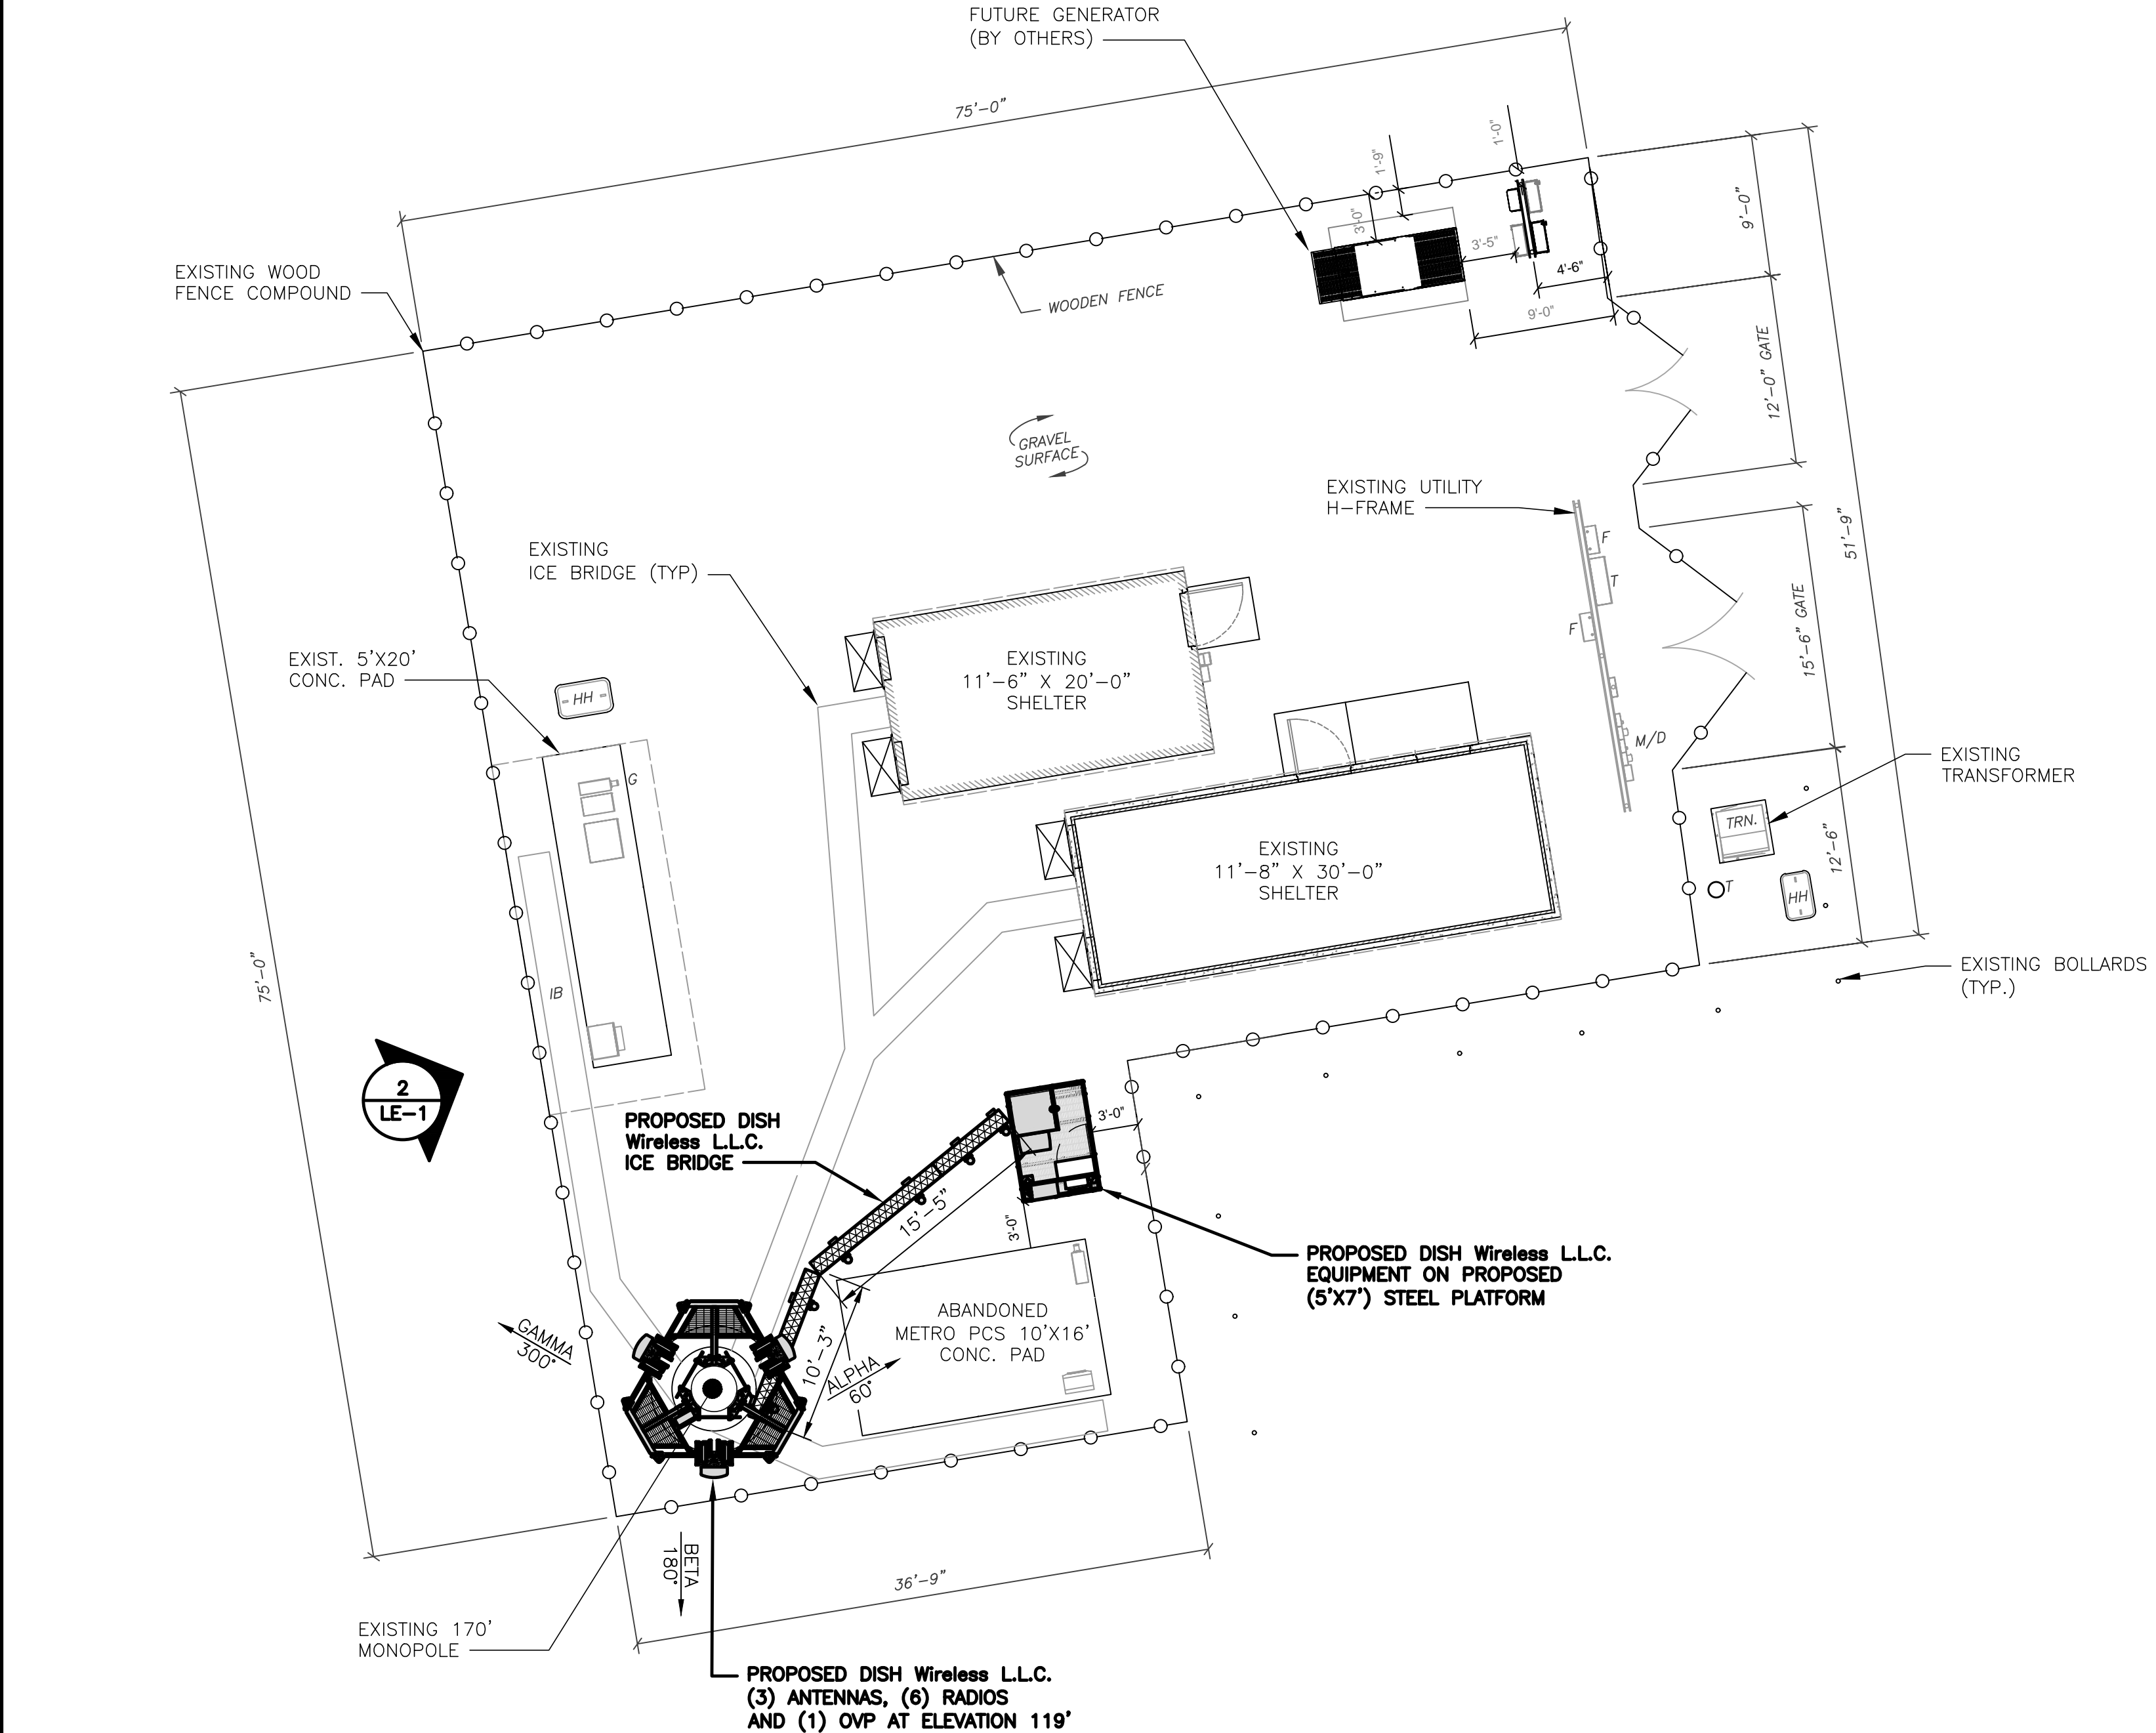 FUTURE GENERATOR
(BY OTHERS)
75'-0"
1'-0"
1'-9"
3'-0"
3'-5"
4'-6"
9'-0"
9'-0"
EXISTING WOOD
FENCE COMPOUND
WOODEN FENCE
12'-0" GATE
GRAVEL
SURFACE
EXISTING UTILITY
H-FRAME
F
T
F
51'-9"
EXISTING
ICE BRIDGE (TYP)
15'-6" GATE
EXIST. 5'X20'
CONC. PAD
HH
EXISTING
11'-6" X 20'-0"
SHELTER
M/D
EXISTING
TRANSFORMER
G
TRN.
12'-6"
EXISTING
11'-8" X 30'-0"
SHELTER
T
HH
75'-0"
IB
EXISTING BOLLARDS
(TYP.)
2
LE-1
PROPOSED DISH
Wireless L.L.C.
ICE BRIDGE
3'-0"
15'-5"
3'-0"
PROPOSED DISH Wireless L.L.C.
EQUIPMENT ON PROPOSED
(5'X7') STEEL PLATFORM
ABANDONED
METRO PCS 10'X16'
CONC. PAD
GAMMA
300°
10'-3"
ALPHA
60°
BETA
180°
36'-9"
EXISTING 170'
MONOPOLE
PROPOSED DISH Wireless L.L.C.
(3) ANTENNAS, (6) RADIOS
AND (1) OVP AT ELEVATION 119'